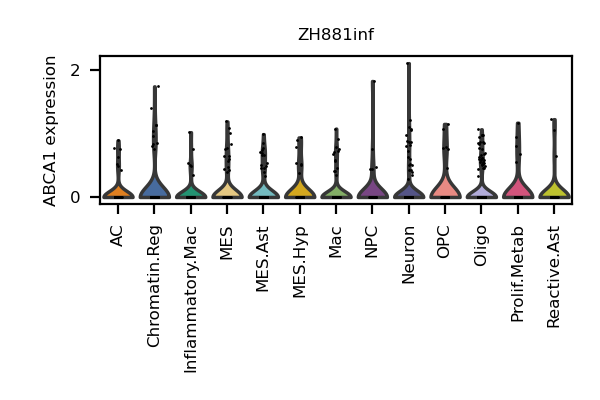 ZH881inf
ABCA1 expression
2
0
AC
Chromatin.Reg
Inflammatory.Mac
MES
MES.Ast
MES.Hyp
Mac
NPC
Neuron
OPC
Oligo
Prolif.Metab
Reactive.Ast